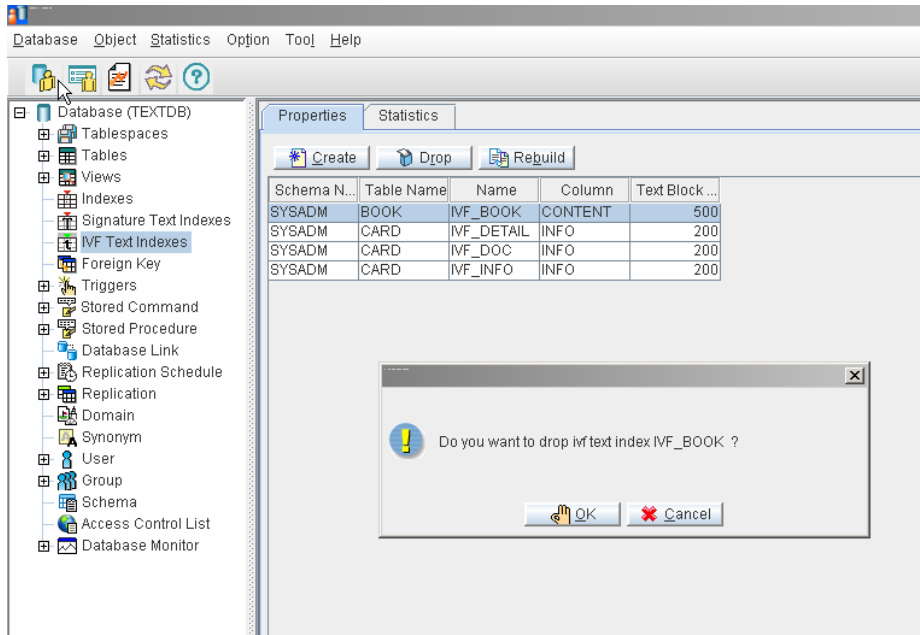 Database Object Statistics Option Tool Help
Database (TEXTDB)
Tablespaces
Tables
Views
Indexes
Signature Text Indexes
IVF Text Indexes
Foreign Key
Triggers
Stored Command
Stored Procedure
Database Link
Replication Schedule
Replication
Domain
Synonym
User
Group
Schema
Access Control List
Database Monitor
Properties Statistics
Create Drop Rebuild
Schema N... Table Name Name Column Text Block ...
SYSADM BOOK IVF_BOOK CONTENT 500
SYSADM CARD IVF_DETAIL INFO 200
SYSADM CARD IVF_DOC INFO 200
SYSADM CARD IVF_INFO INFO 200
Do you want to drop ivf text index IVF_BOOK ?
OK Cancel